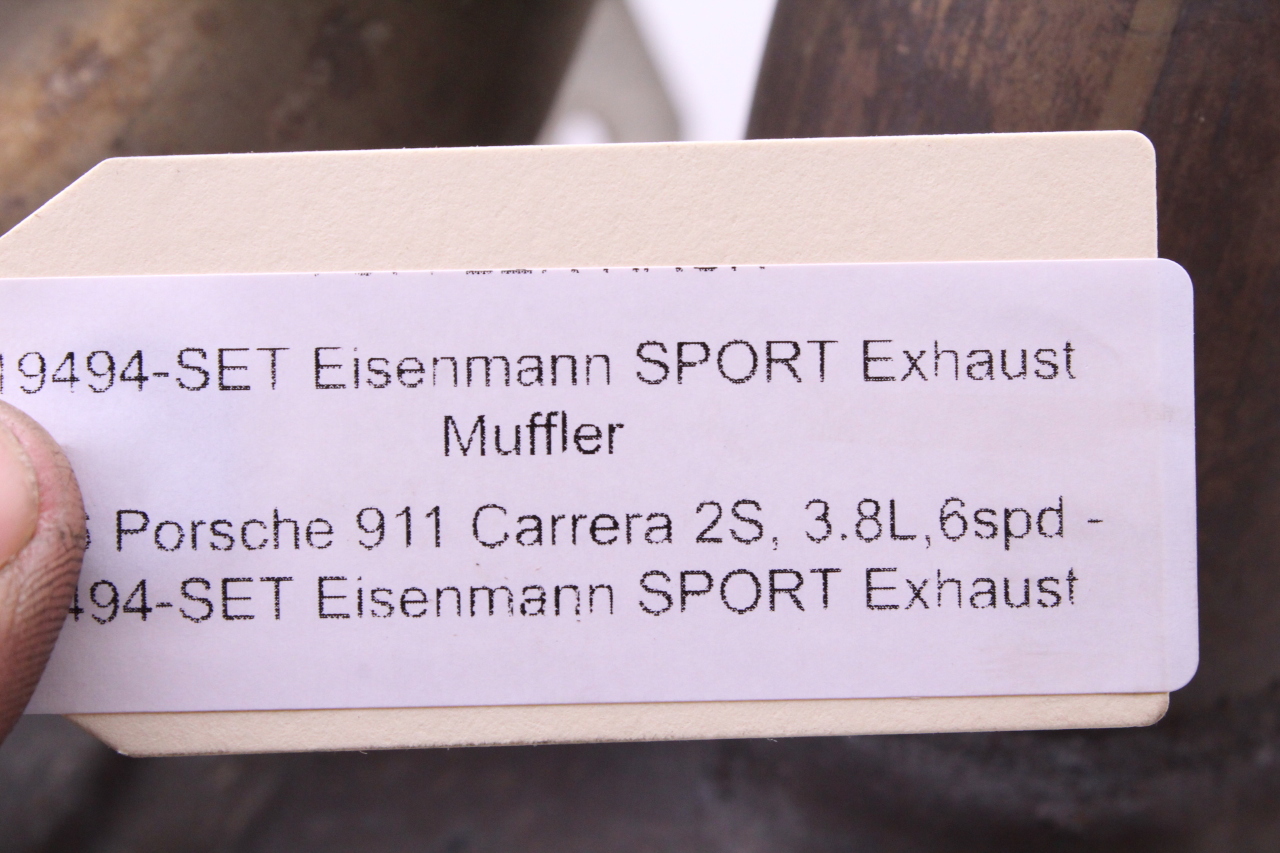 19494-SET Eisenmann SPORT Exhaust
Muffler
Porsche 911 Carrera 2S, 3.8L,6spd -
494-SET Eisenmann SPORT Exhaust